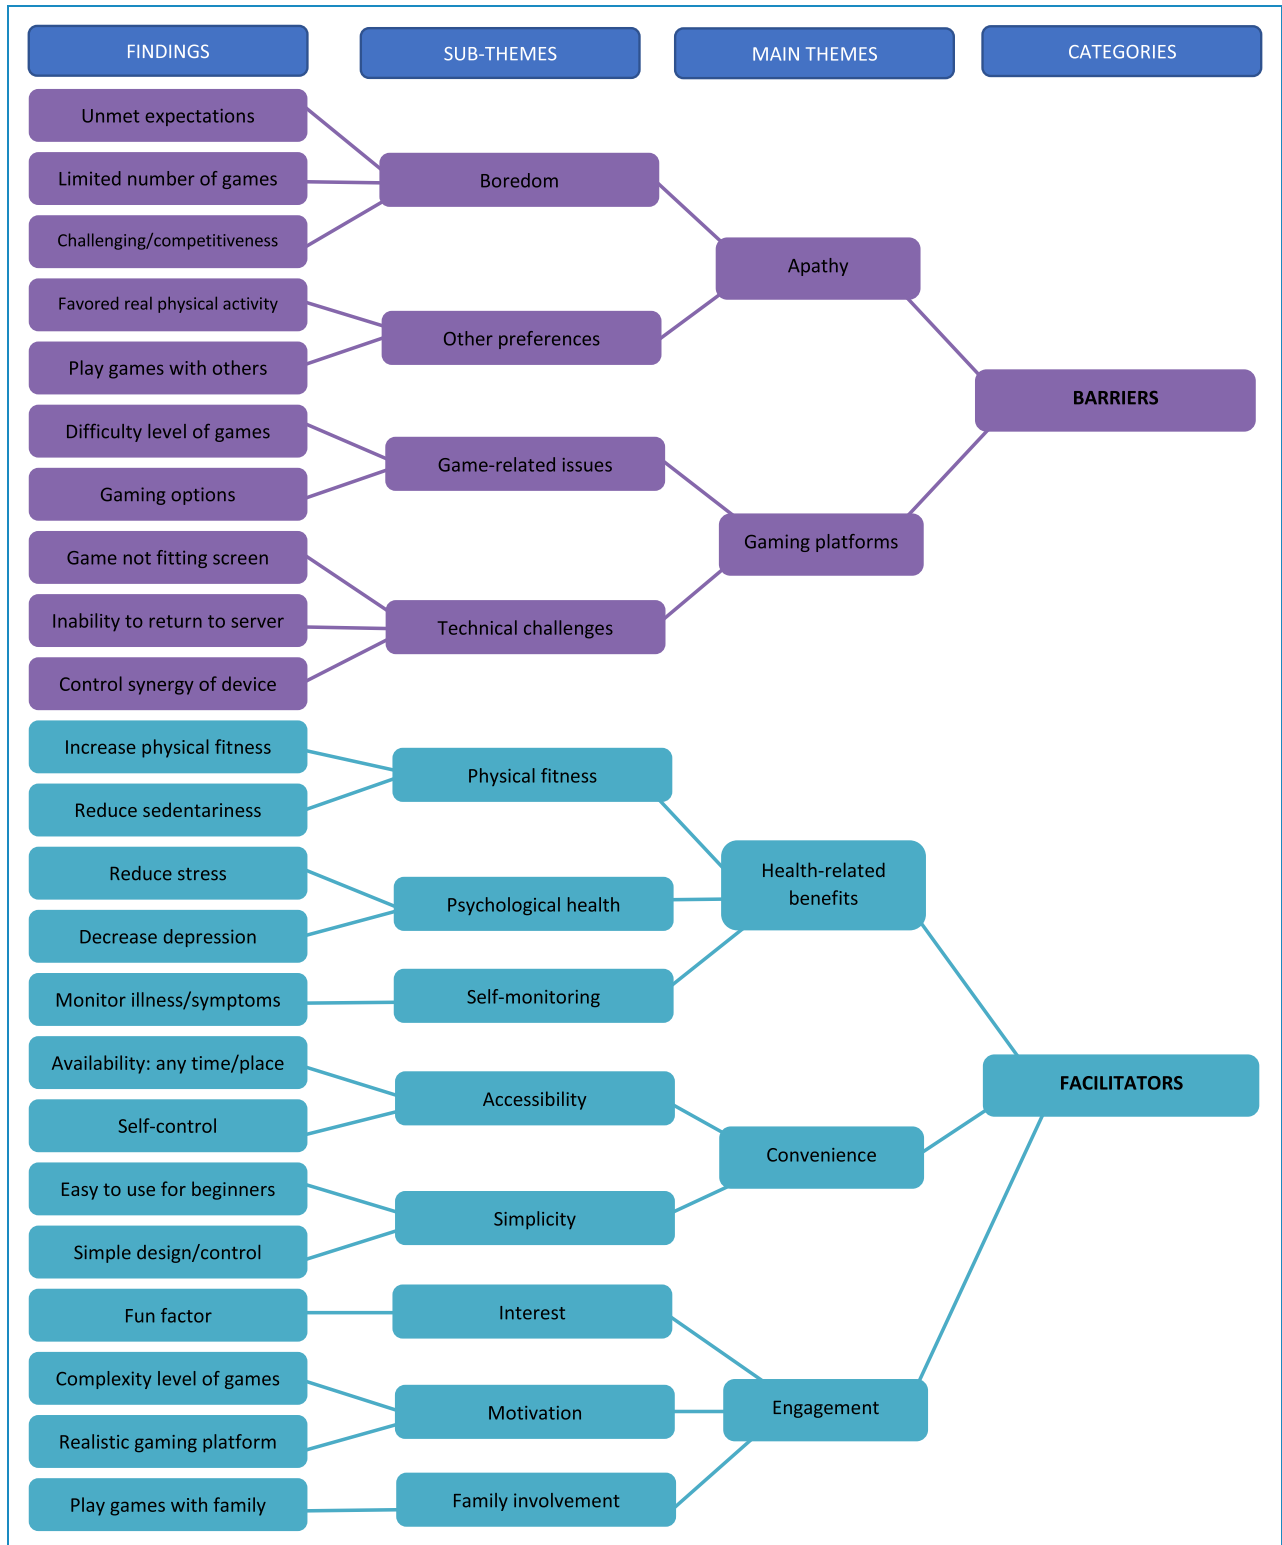 FINDINGS
SUB-THEMES
MAIN THEMES
CATEGORIES
Unmet expectations
Limited number of games
Challenging/competitiveness
Favored real physical activity
Play games with others
Difficulty level of games
Gaming options
Game not fitting screen
Inability to return to server
Control synergy of device
Increase physical fitness
Reduce sedentariness
Reduce stress
Decrease depression
Monitor illness/symptoms
Availability: any time/place
Self-control
Easy to use for beginners
Simple design/control
Fun factor
Complexity level of games
Realistic gaming platform
Play games with family
Boredom
Other preferences
Game-related issues
Technical challenges
Physical fitness
Psychological health
Self-monitoring
Accessibility
Simplicity
Interest
Motivation
Family involvement
Apathy
Gaming platforms
Health-related
benefits
Convenience
Engagement
BARRIERS
FACILITATORS